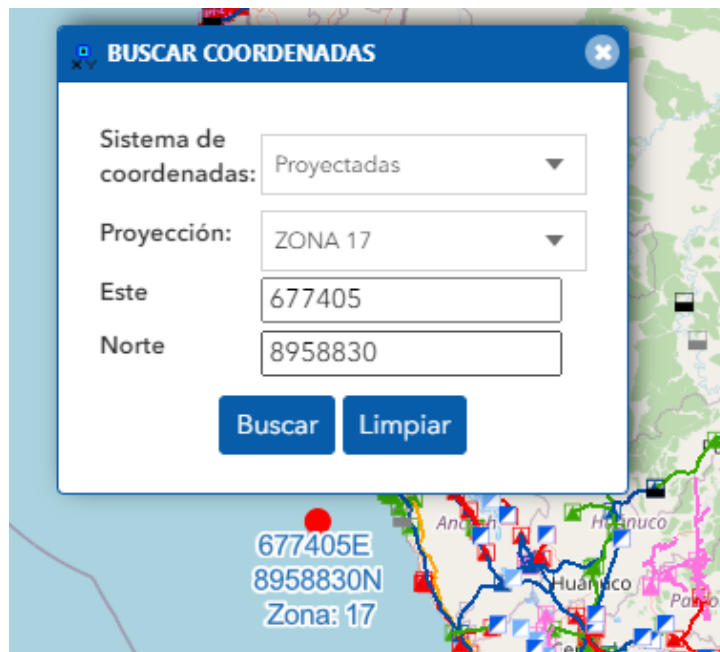 BUSCAR COORDENADAS
Sistema de
coordenadas:
Proyectadas
Proyección:
ZONA 17
Este
677405
Norte
8958830
Buscar
Limpiar
677405E
8958830N
Zona: 17
Huánuco
Huánuco